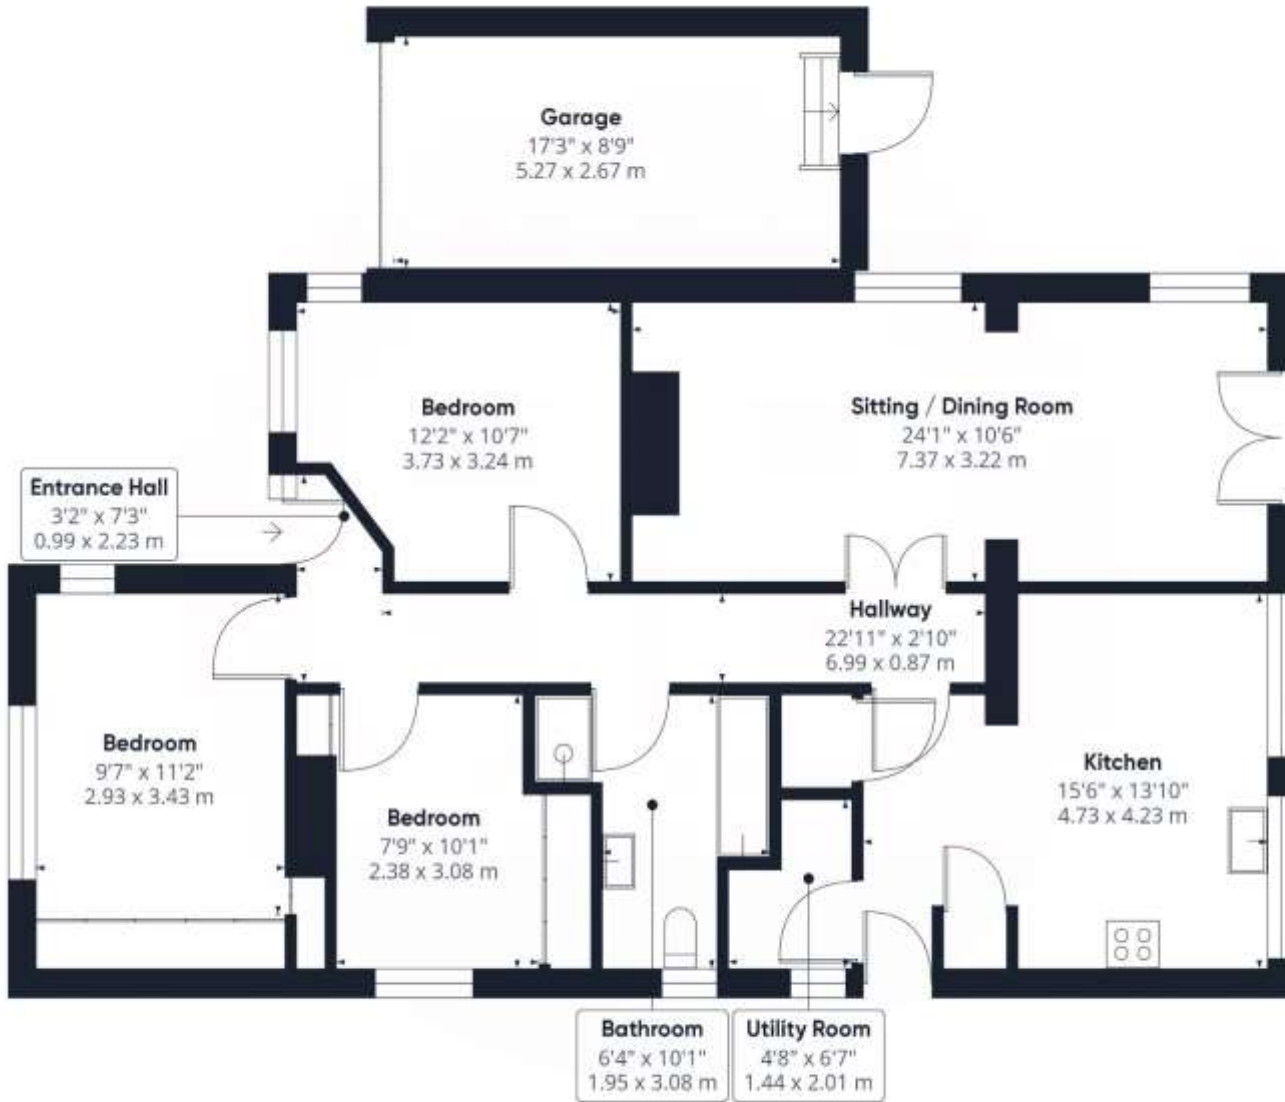 Garage
17'3" x 8'9"
5.27 x 2.67 m
Bedroom
12'2" x 10'7"
3.73 x 3.24 m
Sitting / Dining Room
24'1" x 10'6"
7.37 x 3.22 m
Entrance Hall
3'2" x 7'3"
0.99 x 2.23 m
Hallway
22'11" x 2'10"
6.99 x 0.87 m
Bedroom
9'7" x 11'2"
2.93 x 3.43 m
Bedroom
7'9" x 10'1"
2.38 x 3.08 m
Kitchen
15'6" x 13'10"
4.73 x 4.23 m
Bathroom
6'4" x 10'1"
1.95 x 3.08 m
Utility Room
4'8" x 6'7"
1.44 x 2.01 m